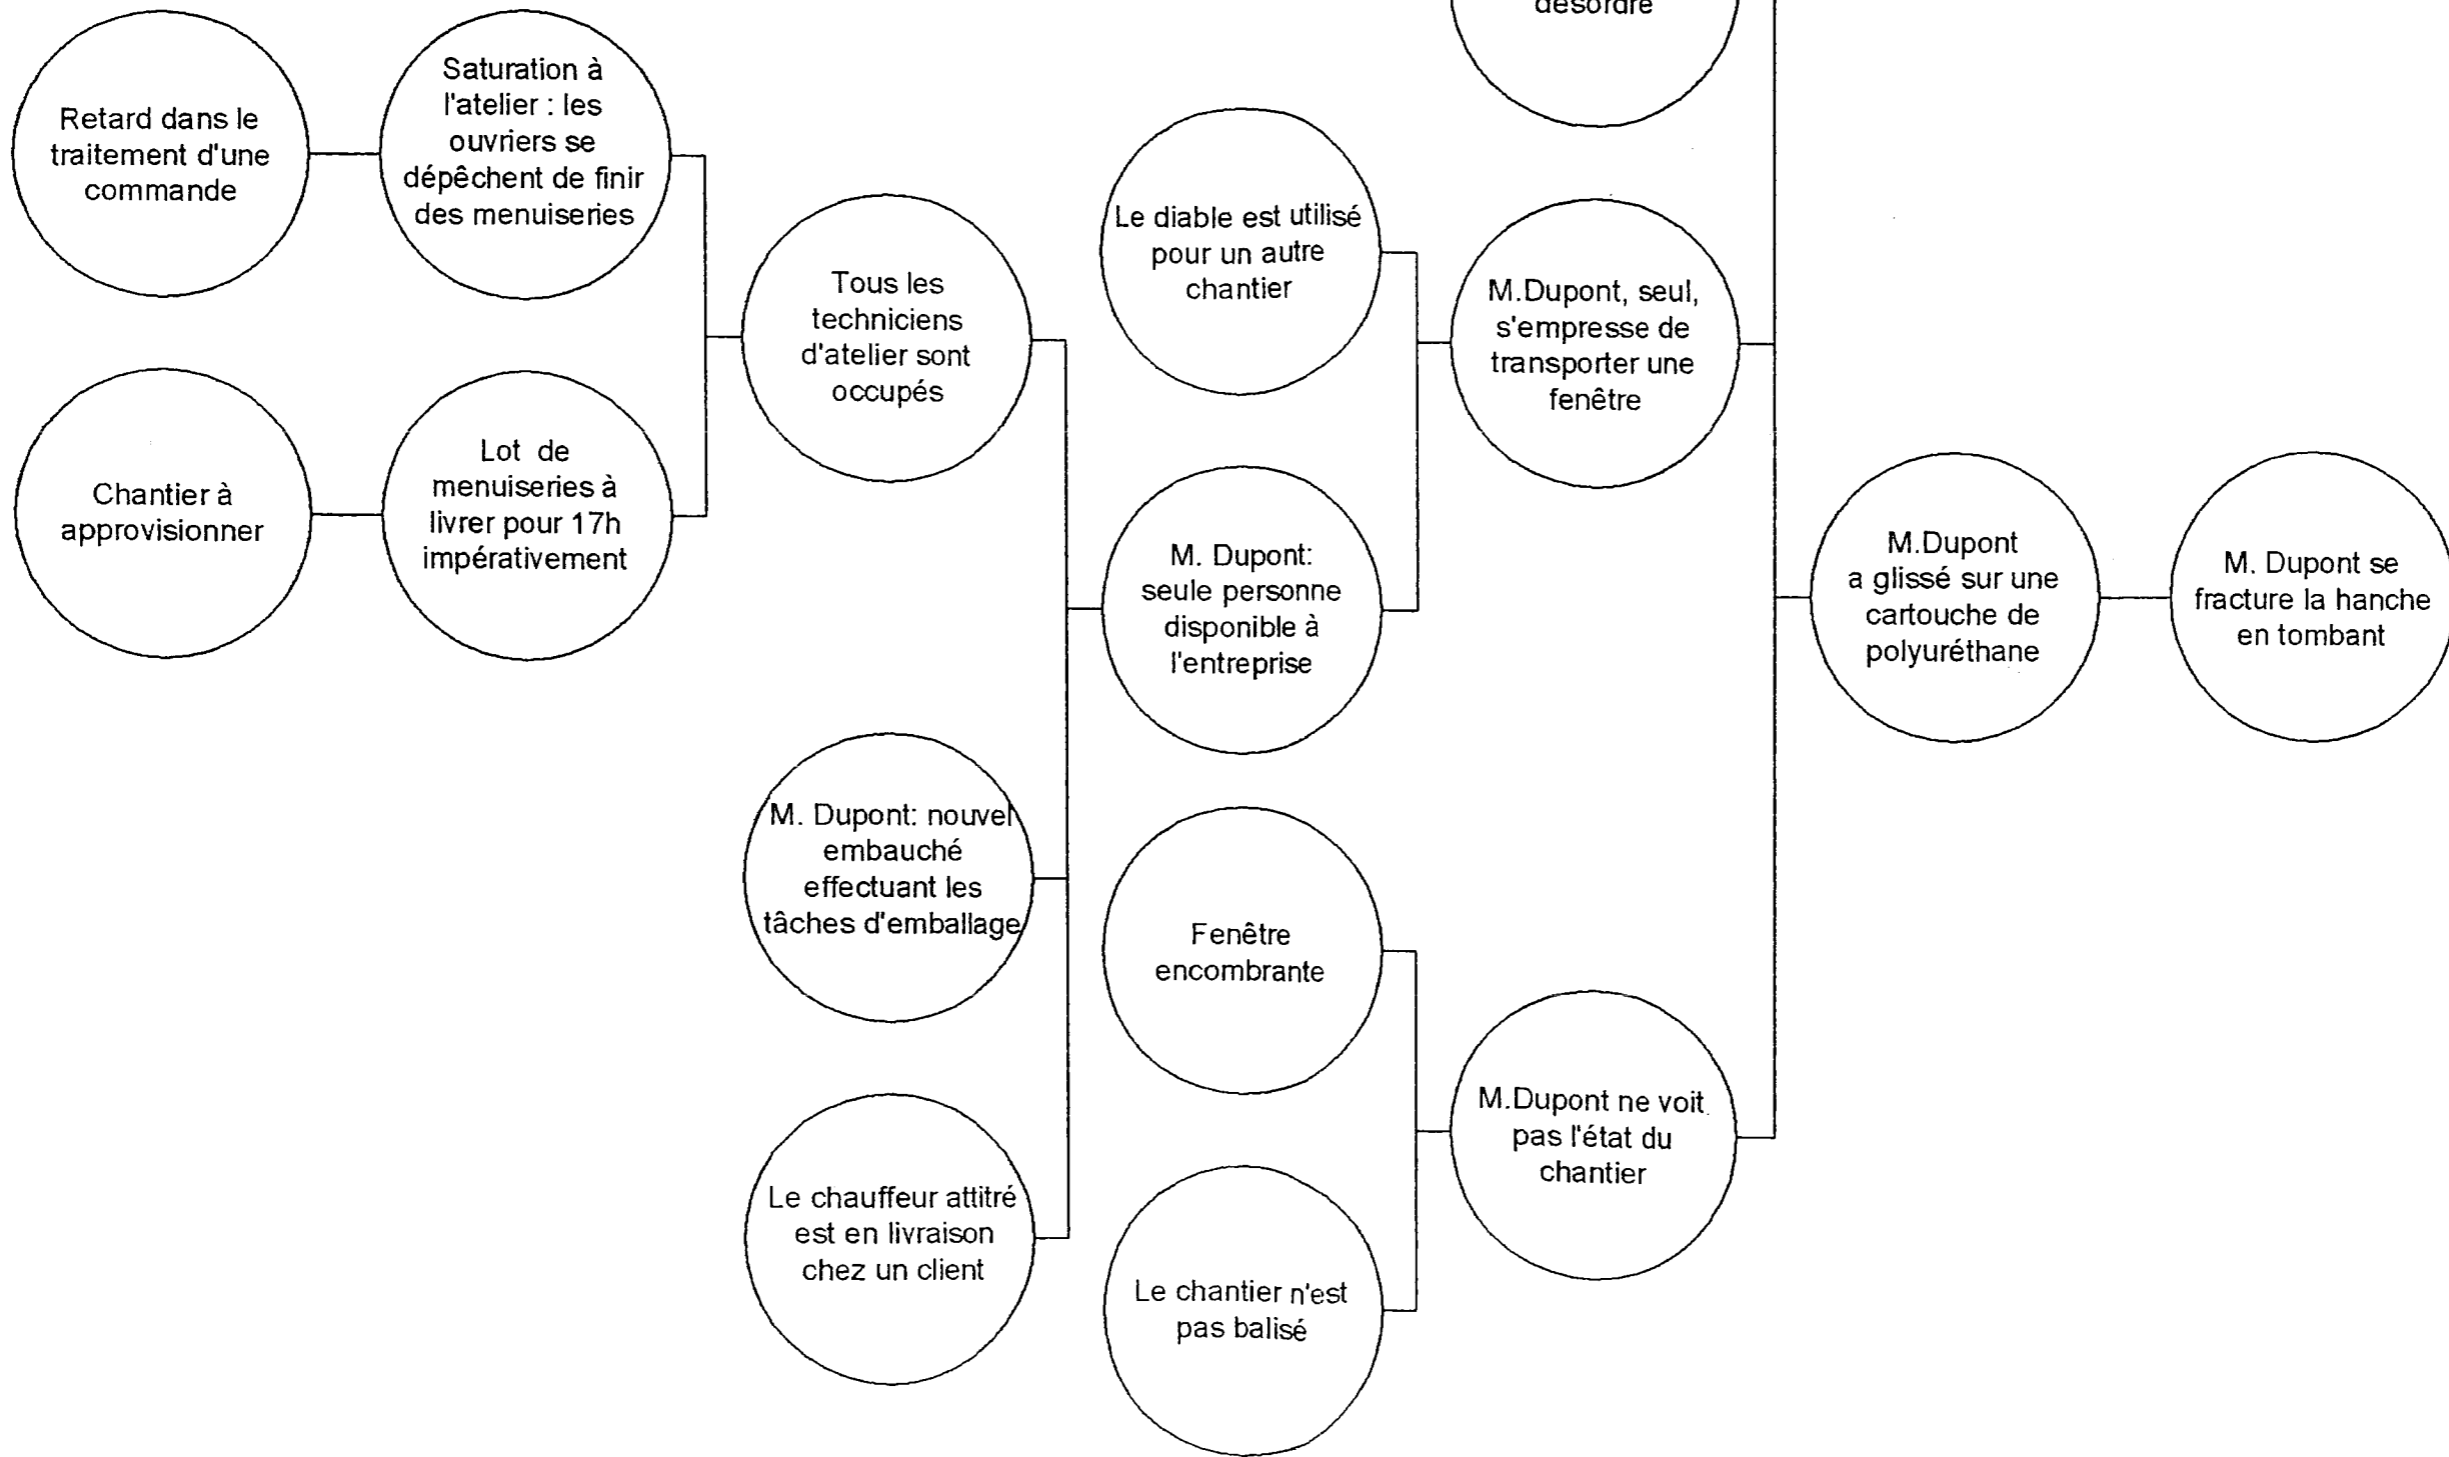 désordre
Retard dans le
traitement d'une
commande
Saturation à
l'atelier : les
ouvriers se
dépêchent de finir
des menuiseries
Chantier à
approvisionner
Lot de
menuiseries à
livrer pour 17h
impérativement
Tous les
techniciens
d'atelier sont
occupés
M. Dupont: nouvel
embauché
effectuant les
tâches d'emballage
Le chauffeur attitré
est en livraison
chez un client
Le diable est utilisé
pour un autre
chantier
M. Dupont:
seule personne
disponible à
l'entreprise
Fenêtre
encombrante
Le chantier n'est
pas balisé
M.Dupont, seul,
s'empresse de
transporter une
fenêtre
M.Dupont ne voit
pas l'état du
chantier
M.Dupont
a glissé sur une
cartouche de
polyuréthane
M. Dupont se
fracture la hanche
en tombant